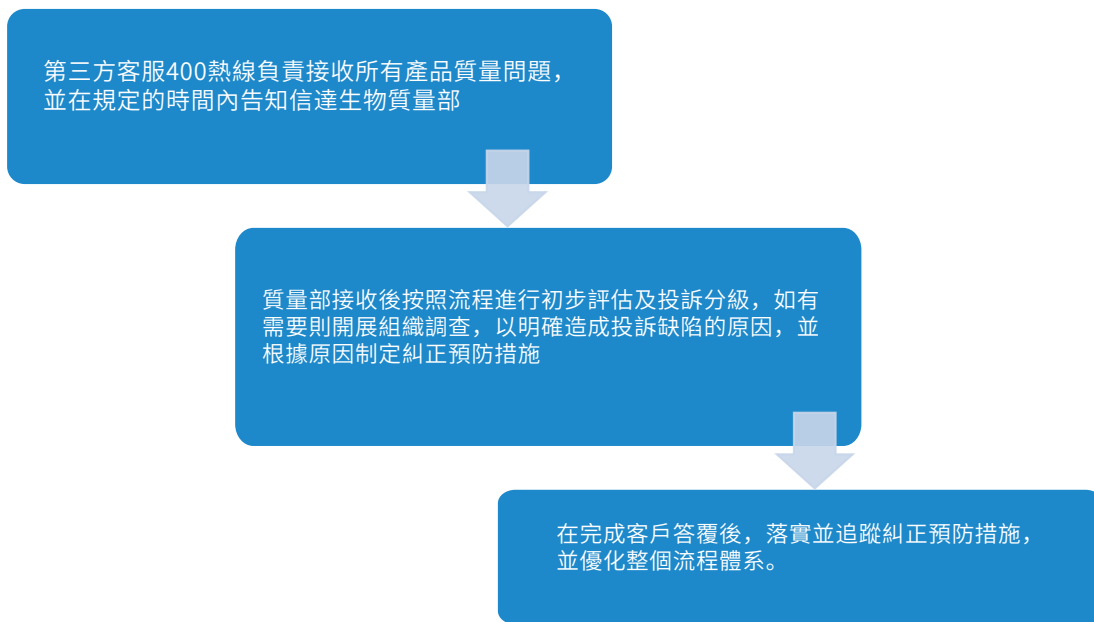 第三方客服400熱線負責接收所有產品質量問題，
並在規定的時間內告知信達生物質量部
質量部接收後按照流程進行初步評估及投訴分級，如有
需要則開展組織調查，以明確造成投訴缺陷的原因，並
根據原因制定糾正預防措施
在完成客戶答覆後，落實並追蹤糾正預防措施，
並優化整個流程體系。